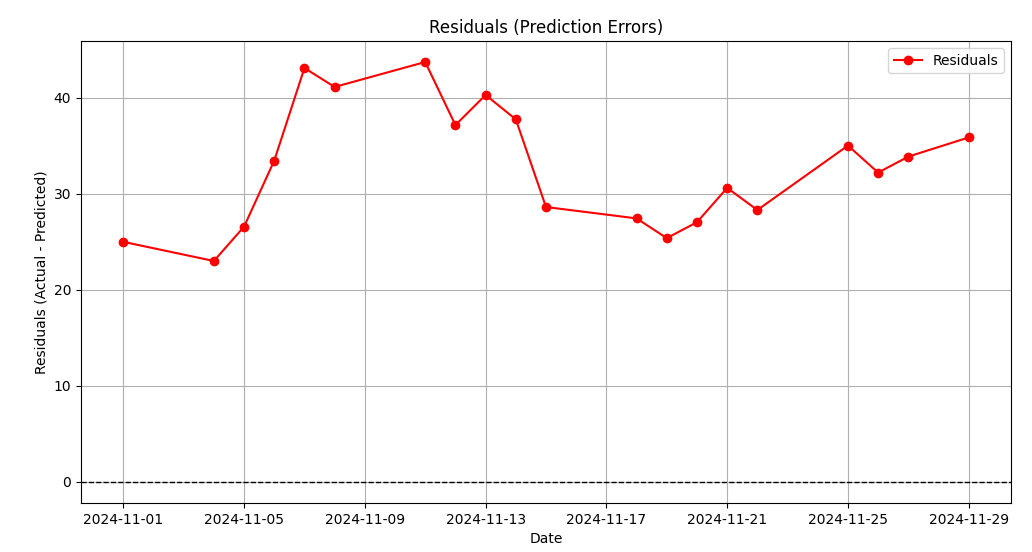 Residuals (Prediction Errors)
Residuals
Residuals (Actual - Predicted)
40
30
20
10
0
2024-11-01 2024-11-05 2024-11-09 2024-11-13 2024-11-17 2024-11-21 2024-11-25 2024-11-29
Date